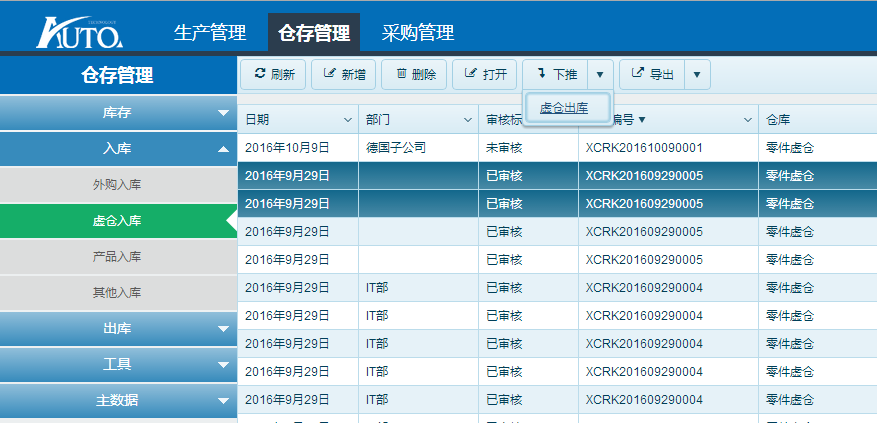 TECHNOLOGY
AUTO.
生产管理 仓存管理 采购管理
仓存管理
刷新 新增 删除 打开 下推 ▼ 导出 ▼
虚仓出库
库存
入库
外购入库
虚仓入库
产品入库
其他入库
出库
工具
主数据
日期 部门 审核标 编号▼ 仓库
2016年10月9日 德国子公司 未审核 XCRK201610090001 零件虚仓
2016年9月29日 已审核 XCRK201609290005 零件虚仓
2016年9月29日 已审核 XCRK201609290005 零件虚仓
2016年9月29日 已审核 XCRK201609290005 零件虚仓
2016年9月29日 已审核 XCRK201609290005 零件虚仓
2016年9月29日 IT部 已审核 XCRK201609290004 零件虚仓
2016年9月29日 IT部 已审核 XCRK201609290004 零件虚仓
2016年9月29日 IT部 已审核 XCRK201609290004 零件虚仓
2016年9月29日 IT部 已审核 XCRK201609290004 零件虚仓
2016年9月29日 IT部 已审核 XCRK201609290004 零件虚仓